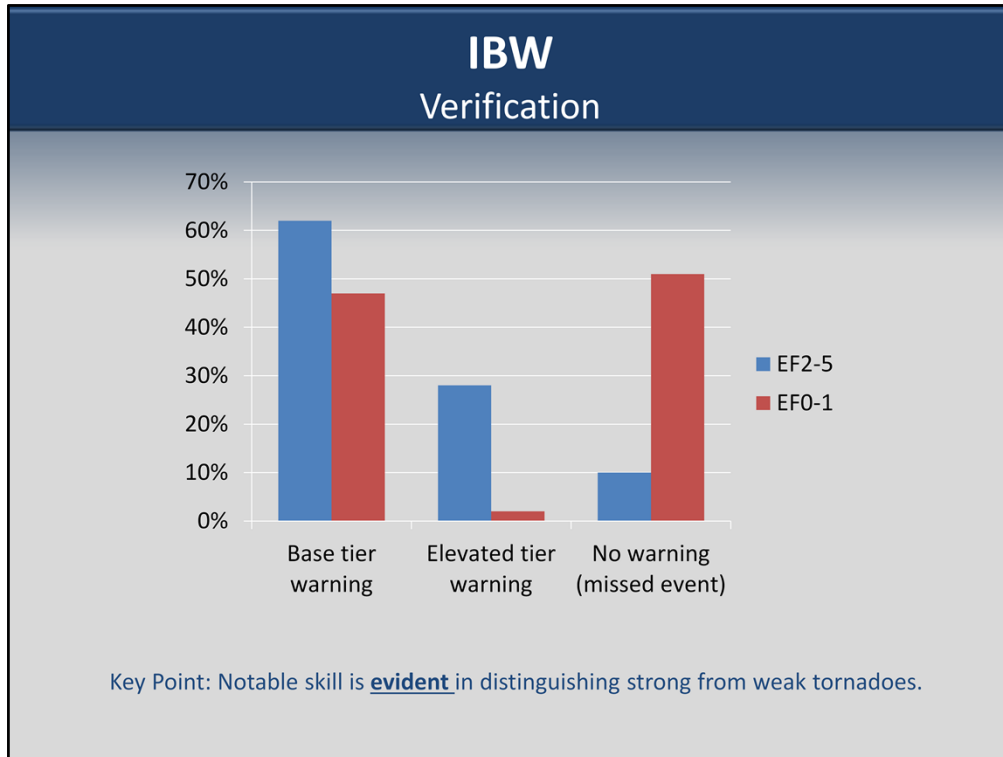 IBW
Verification
70%
60%
50%
40%
30%
20%
10%
0%
Base tier
warning
Elevated tier
warning
No warning
(missed event)
EF2-5
EF0-1
Key Point: Notable skill is evident in distinguishing strong from weak tornadoes.